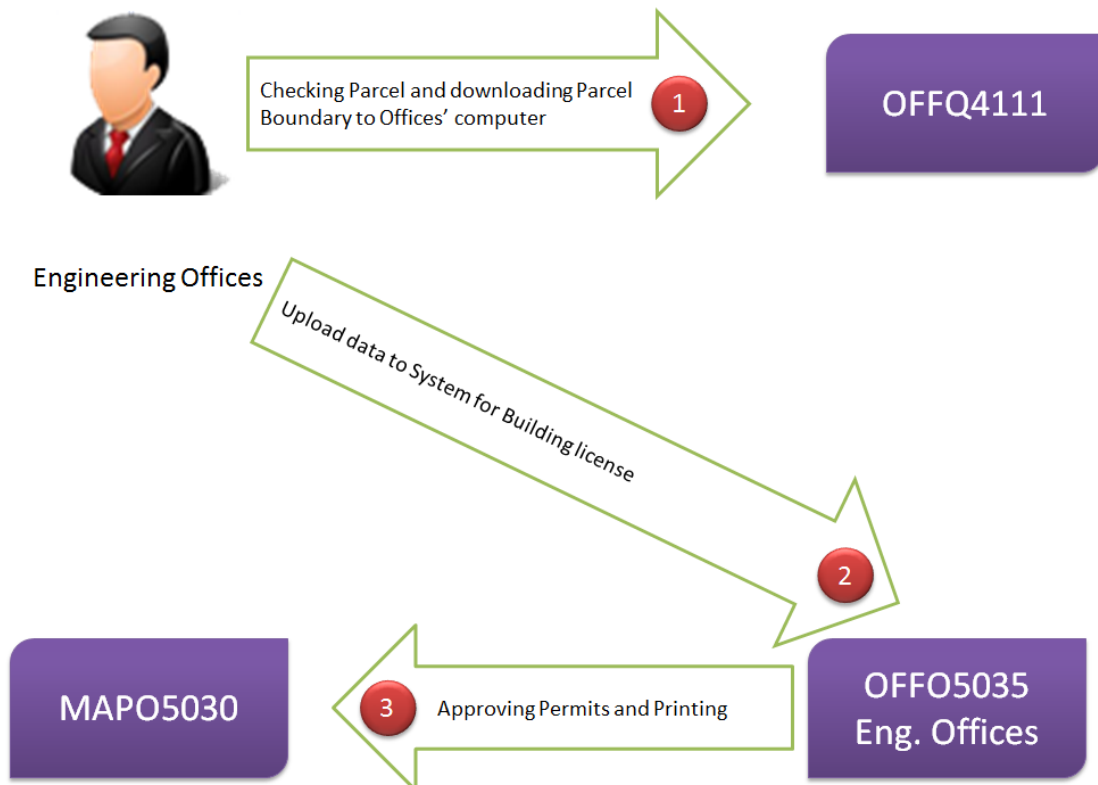 Checking Parcel and downloading Parcel
Boundary to Offices’ computer
1
OFFQ4111
Engineering Offices
Upload data to System for Building license
2
MAPO5030
3
Approving Permits and Printing
OFFO5035
Eng. Offices